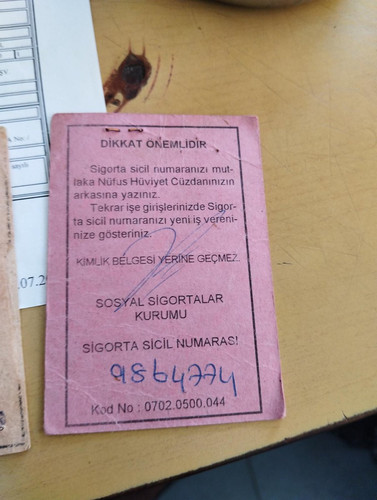 DİKKAT ÖNEMLİDİR
Sigorta sicil numaranızı mut-
laka Nüfus Hüviyet Cüzdanınızın
arkasına yazınız.
Tekrar işe girişlerinizde Sigor-
ta sicil numaranızı yeni iş vereni-
nize gösteriniz.
KİMLİK BELGESİ YERİNE GEÇMEZ.
SOSYAL SİGORTALAR
KURUMU
SİGORTA SİCİL NUMARASI
9864774
Kod No : 0702.0500.044